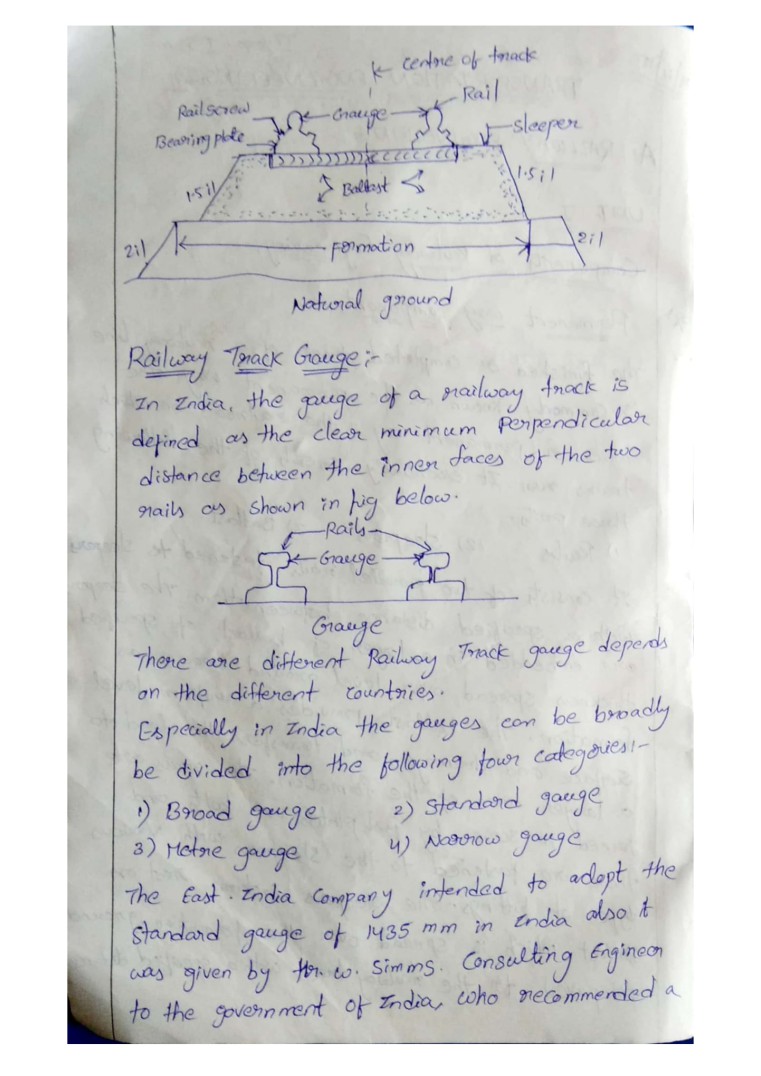 centre of track
Rail
Rail screw
Gauge
Sleeper
Bearing plate
1.5:1
Ballast
1.5:1
2:1
Formation
2:1
Natural ground
Railway Track Gauge:-
In India, the gauge of a railway track is
defined as the clear minimum Perpendicular
distance between the inner faces of the two
rails as shown in fig below.
Rails
Gauge
Gauge
There are different Railway Track gauge depends
on the different countries.
Especially in India the gauges can be broadly
be divided into the following four categories:-
1) Broad gauge 2) Standard gauge
3) Metre gauge 4) Narrow gauge
The East India Company intended to adopt the
Standard gauge of 1435 mm in India also it
was given by W. Simms. Consulting Engineer
to the government of India, who recommended a